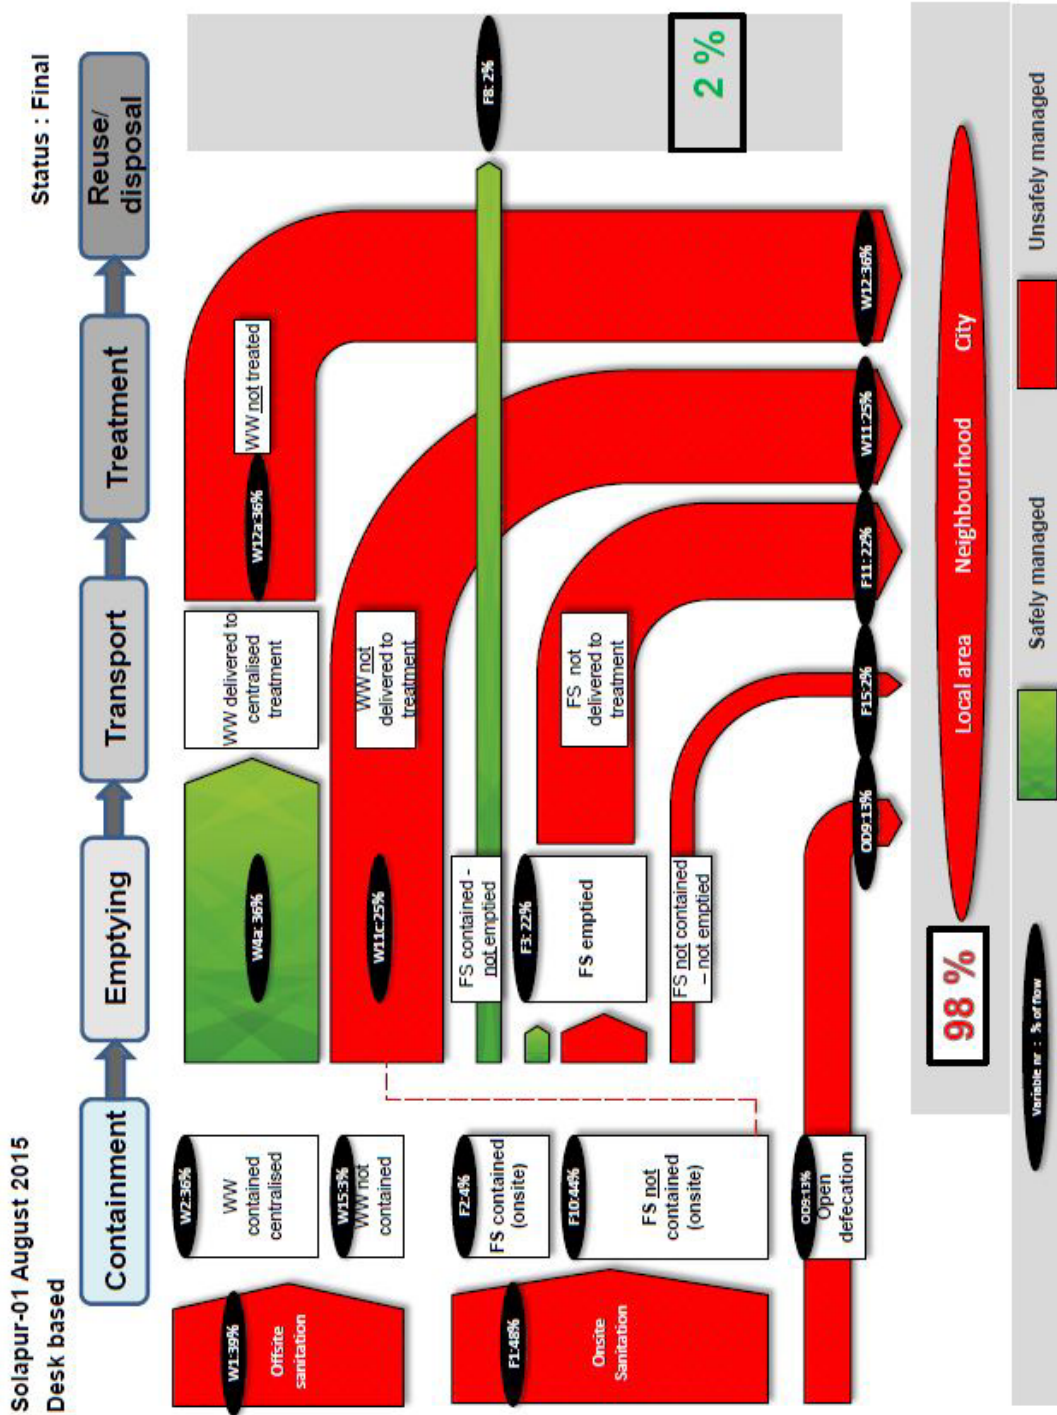 Solapur-01 August 2015
Desk based
Status : Final
Containment
Emptying
Transport
Treatment
Reuse/
disposal
W1:39%
Offsite
sanitation
W2:36%
WW
contained
centralised
W4a: 36%
WW delivered to
centralised
treatment
W12a:36%
WW not treated
W15:3%
WW not
contained
W11c:25%
WW not
delivered to
treatment
F1:48%
Onsite
Sanitation
F2:4%
FS contained
(onsite)
FS contained -
not emptied
F8: 2%
F10:44%
FS not
contained
(onsite)
F3: 22%
FS emptied
FS not
delivered to
treatment
FS not contained
– not emptied
OD9:13%
Open
defecation
OD9:13%
F15:2%
F11: 22%
W11:25%
W12:36%
2 %
98 %
Local area
Neighbourhood
City
Variable nr : % of flow
Safely managed
Unsafely managed